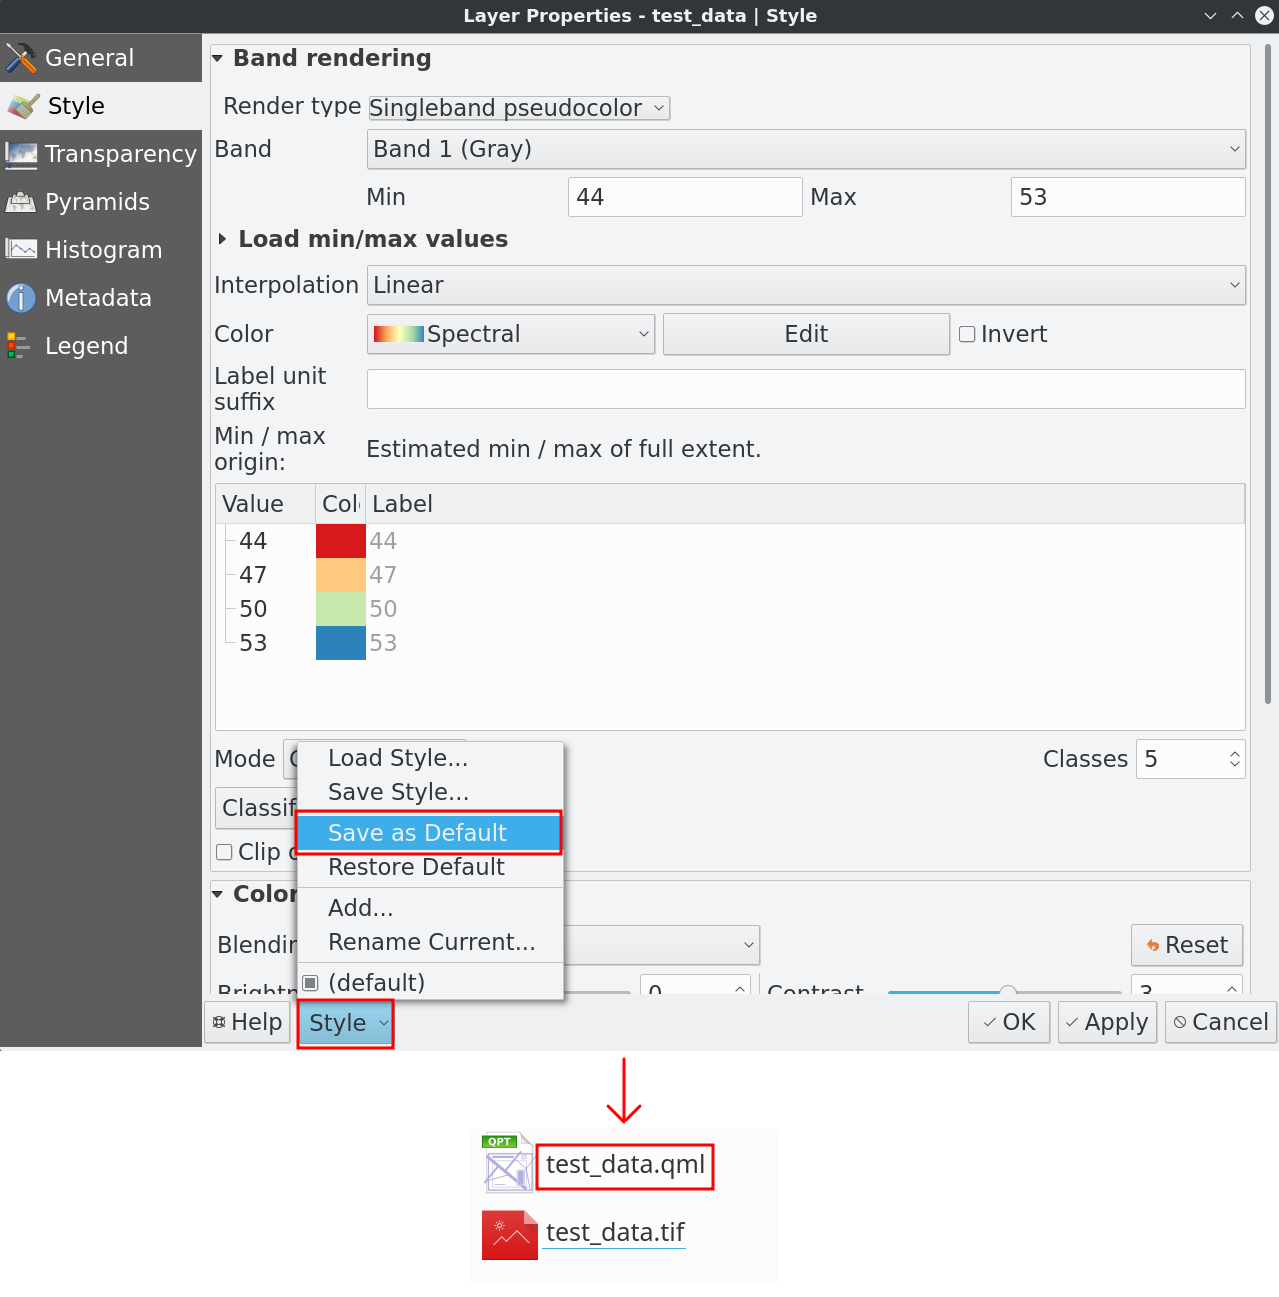 Layer Properties - test_data | Style
General
Style
Transparency
Pyramids
Histogram
Metadata
Legend
Band rendering
Render type Singleband pseudocolor
Band Band 1 (Gray)
Min 44 Max 53
Load min/max values
Interpolation Linear
Color Spectral Edit Invert
Label unit
suffix
Min / max
origin: Estimated min / max of full extent.
Value Label
44 44
47 47
50 50
53 53
Mode Classes 5
Load Style...
Save Style...
Save as Default
Restore Default
Add...
Rename Current...
(default)
Clip
Color
Reset
0 Contrast 3
Help Style OK Apply Cancel
QPT
test_data.qml
test_data.tif